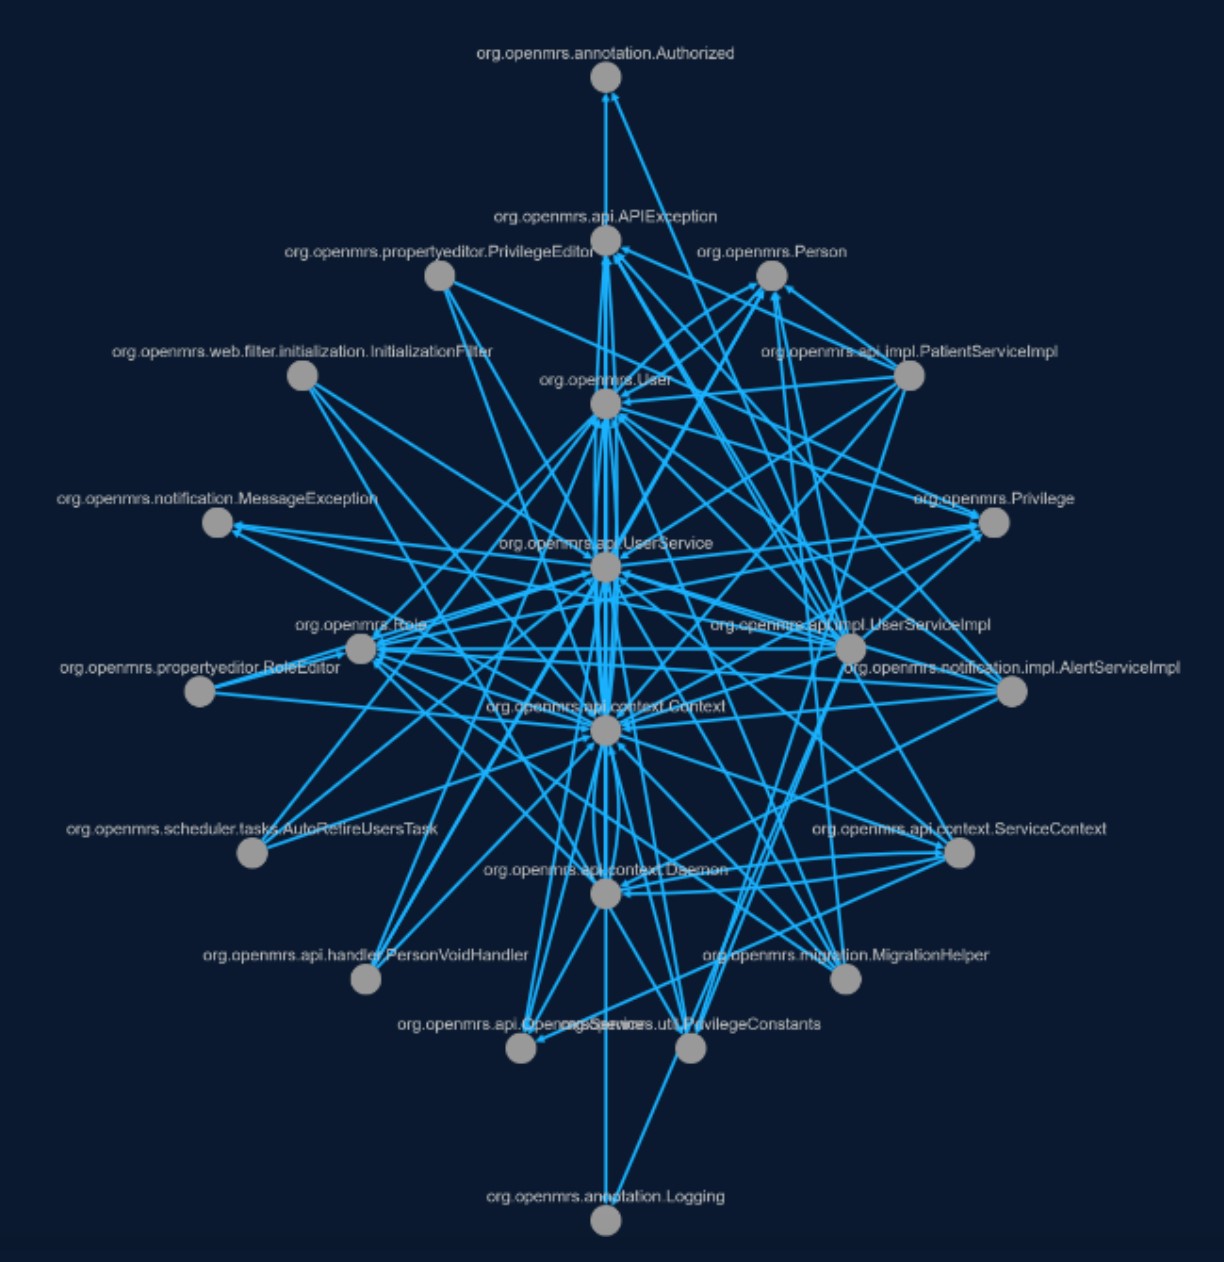 org.openmrs.annotation.Authorized
org.openmrs.api.APIException
org.openmrs.propertyeditor.PrivilegeEditor
org.openmrs.Person
org.openmrs.web.filter.initialization.InitializationFilter
org.openmrs.api.impl.PatientServiceImpl
org.openmrs.User
org.openmrs.notification.MessageException
org.openmrs.Privilege
org.openmrs.api.UserService
org.openmrs.Role
org.openmrs.api.impl.UserServiceImpl
org.openmrs.propertyeditor.RoleEditor
org.openmrs.notification.impl.AlertServiceImpl
org.openmrs.api.context.Context
org.openmrs.scheduler.tasks.AutoRetireUsersTask
org.openmrs.api.context.ServiceContext
org.openmrs.api.context.Daemon
org.openmrs.api.handler.PersonVoidHandler
org.openmrs.migration.MigrationHelper
org.openmrs.api.OpenmrsService
org.openmrs.util.PrivilegeConstants
org.openmrs.annotation.Logging